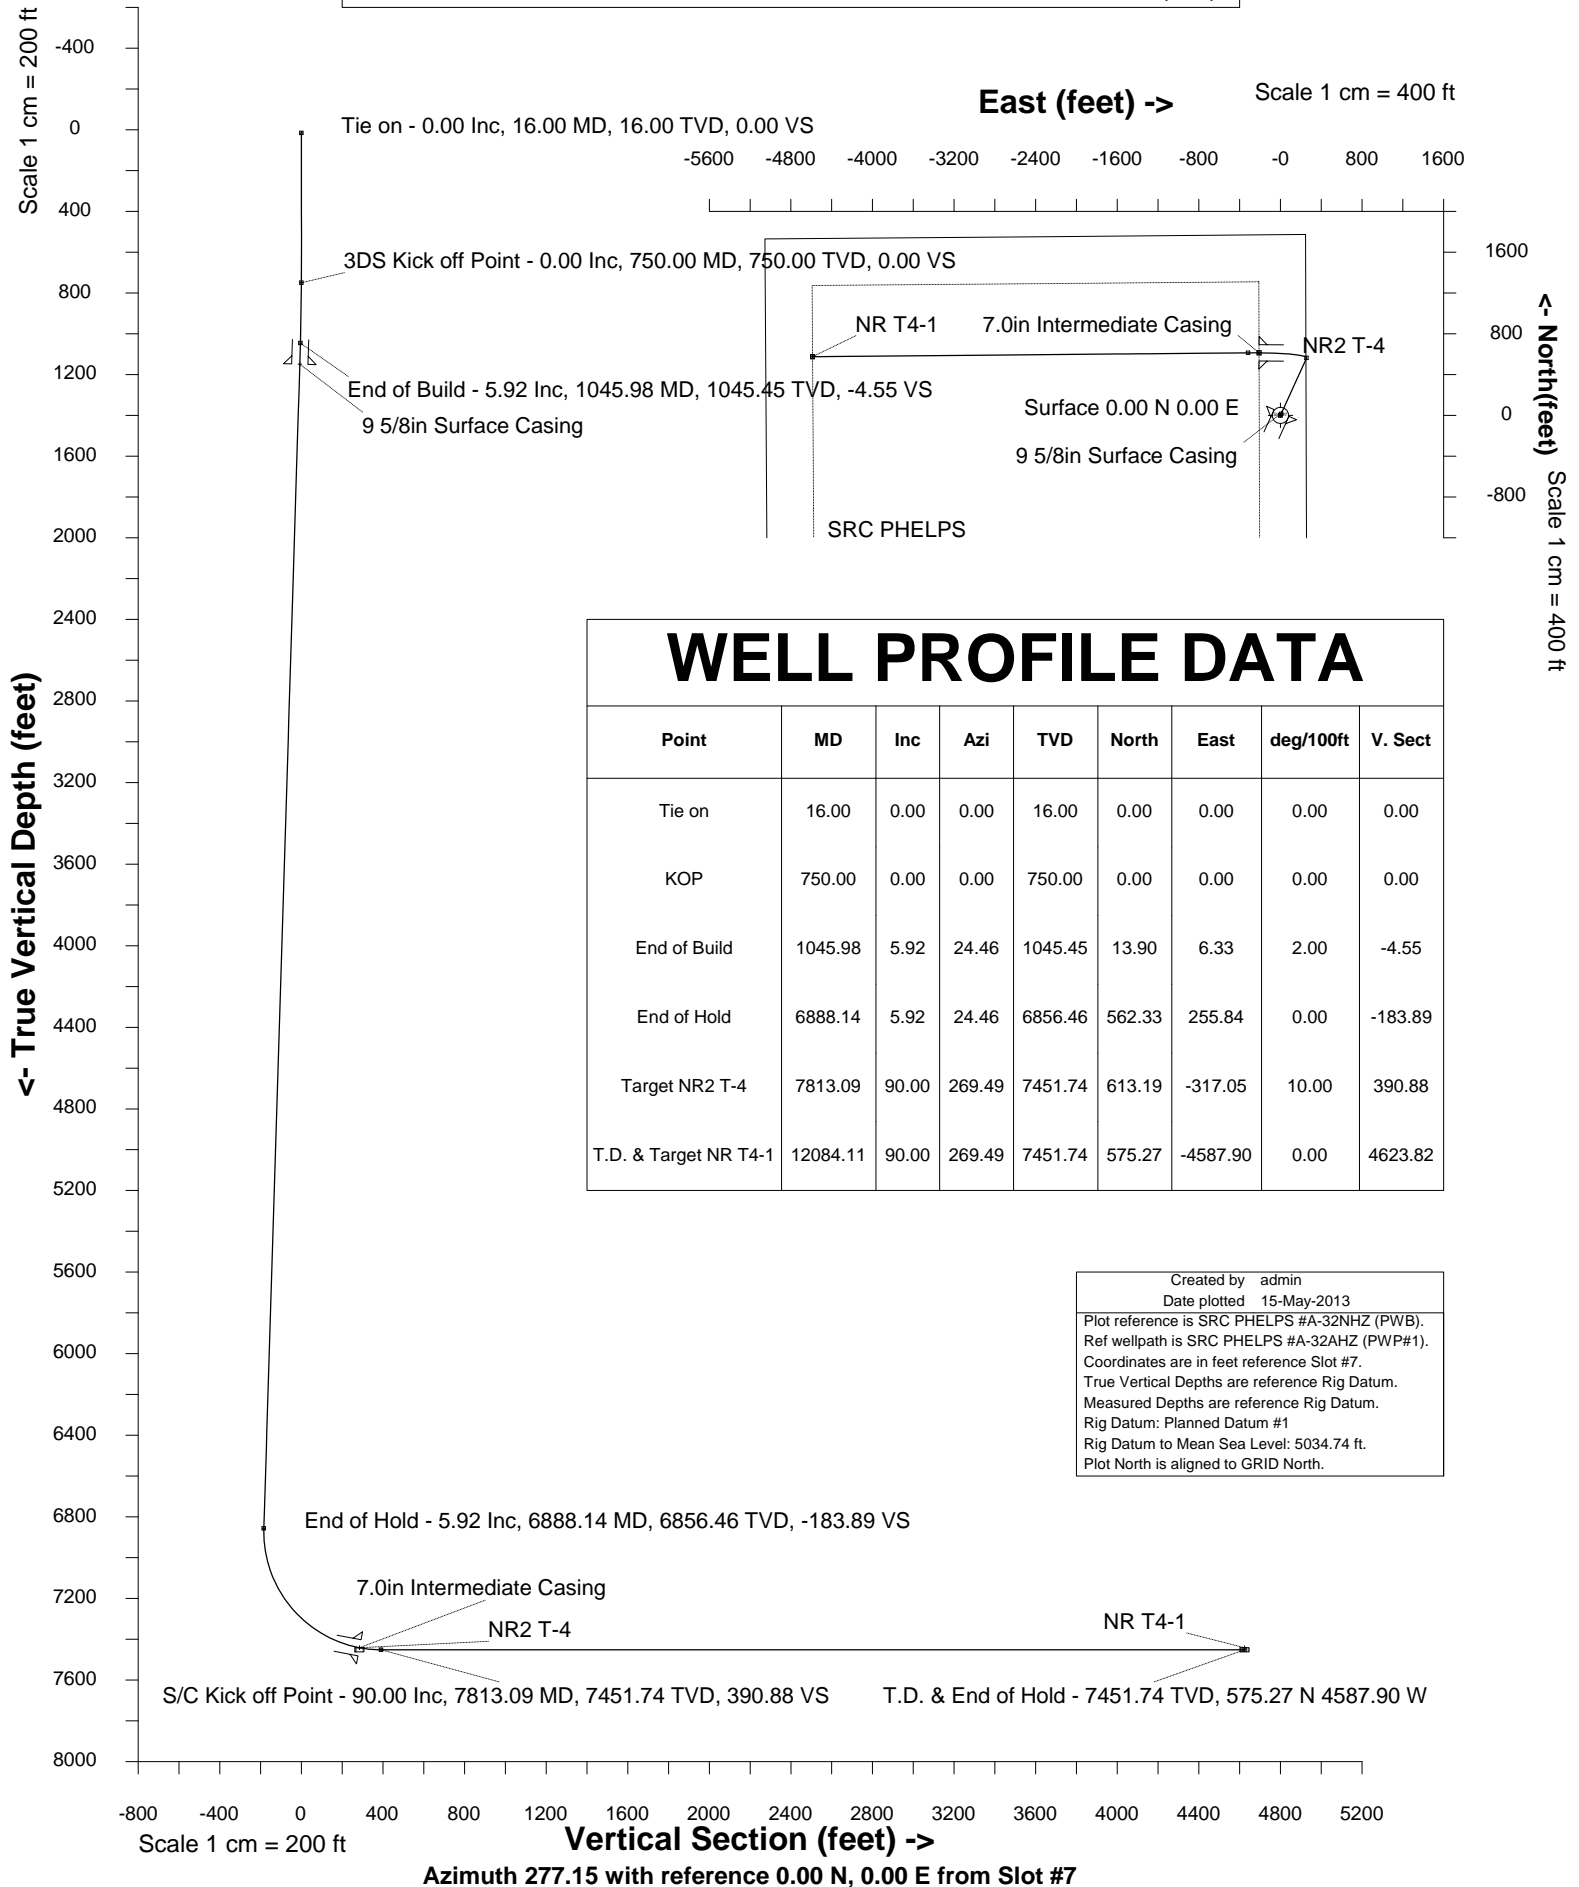 Scale 1 cm = 200 ft
-400
0
400
800
1200
1600
2000
2400
2800
3200
3600
4000
4400
4800
5200
5600
6000
6400
6800
7200
7600
8000
<- True Vertical Depth (feet)
Tie on - 0.00 Inc, 16.00 MD, 16.00 TVD, 0.00 VS
3DS Kick off Point - 0.00 Inc, 750.00 MD, 750.00 TVD, 0.00 VS
End of Build - 5.92 Inc, 1045.98 MD, 1045.45 TVD, -4.55 VS
9 5/8in Surface Casing
East (feet) ->
Scale 1 cm = 400 ft
-5600 -4800 -4000 -3200 -2400 -1600 -800 -0 800 1600
NR T4-1
7.0in Intermediate Casing
NR2 T-4
Surface 0.00 N 0.00 E
9 5/8in Surface Casing
SRC PHELPS
1600
800
0
-800
<- North(feet)
Scale 1 cm = 400 ft
WELL PROFILE DATA
Point MD Inc Azi TVD North East deg/100ft V. Sect
Tie on 16.00 0.00 0.00 16.00 0.00 0.00 0.00 0.00
KOP 750.00 0.00 0.00 750.00 0.00 0.00 0.00 0.00
End of Build 1045.98 5.92 24.46 1045.45 13.90 6.33 2.00 -4.55
End of Hold 6888.14 5.92 24.46 6856.46 562.33 255.84 0.00 -183.89
Target NR2 T-4 7813.09 90.00 269.49 7451.74 613.19 -317.05 10.00 390.88
T.D. & Target NR T4-1 12084.11 90.00 269.49 7451.74 575.27 -4587.90 0.00 4623.82
Created by admin
Date plotted 15-May-2013
Plot reference is SRC PHELPS #A-32NHZ (PWB).
Ref wellpath is SRC PHELPS #A-32AHZ (PWP#1).
Coordinates are in feet reference Slot #7.
True Vertical Depths are reference Rig Datum.
Measured Depths are reference Rig Datum.
Rig Datum: Planned Datum #1
Rig Datum to Mean Sea Level: 5034.74 ft.
Plot North is aligned to GRID North.
End of Hold - 5.92 Inc, 6888.14 MD, 6856.46 TVD, -183.89 VS
7.0in Intermediate Casing
NR2 T-4
NR T4-1
S/C Kick off Point - 90.00 Inc, 7813.09 MD, 7451.74 TVD, 390.88 VS
T.D. & End of Hold - 7451.74 TVD, 575.27 N 4587.90 W
-800 -400 0 400 800 1200 1600 2000 2400 2800 3200 3600 4000 4400 4800 5200
Scale 1 cm = 200 ft
Vertical Section (feet) ->
Azimuth 277.15 with reference 0.00 N, 0.00 E from Slot #7